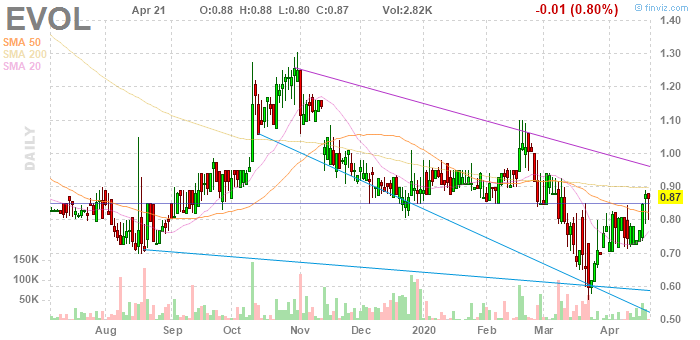 EVOL Apr 21 O:0.88 H:0.88 L:0.80 C:0.87 Vol:2.82K -0.01 (0.80%)
© finviz.com
SMA 50
SMA 200
SMA 20
DAILY
1.40
1.30
1.20
1.10
1.00
0.90
0.87
0.80
0.70
0.60
0.50
150K
100K
50K
Aug Sep Oct Nov Dec 2020 Feb Mar Apr